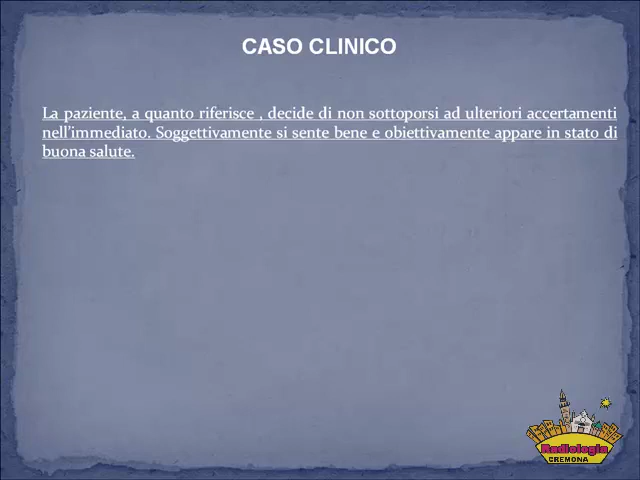 CASO CLINICO
La paziente, a quanto riferisce , decide di non sottoporsi ad ulteriori accertamenti
nell'immediato. Soggettivamente si sente bene e obiettivamente appare in stato di
buona salute.
Radiologia
CREMONA